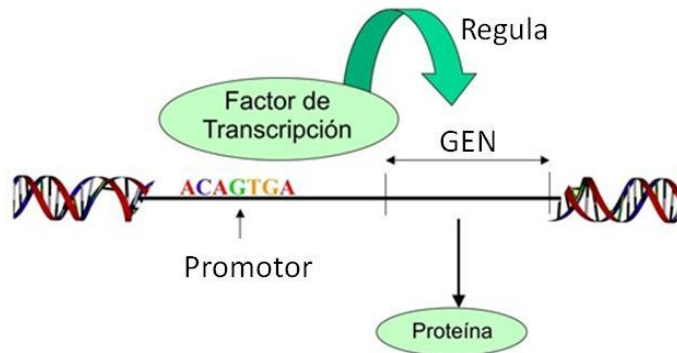 Regula
Factor de
Transcripción
GEN
ACAGTGA
Promotor
Proteína